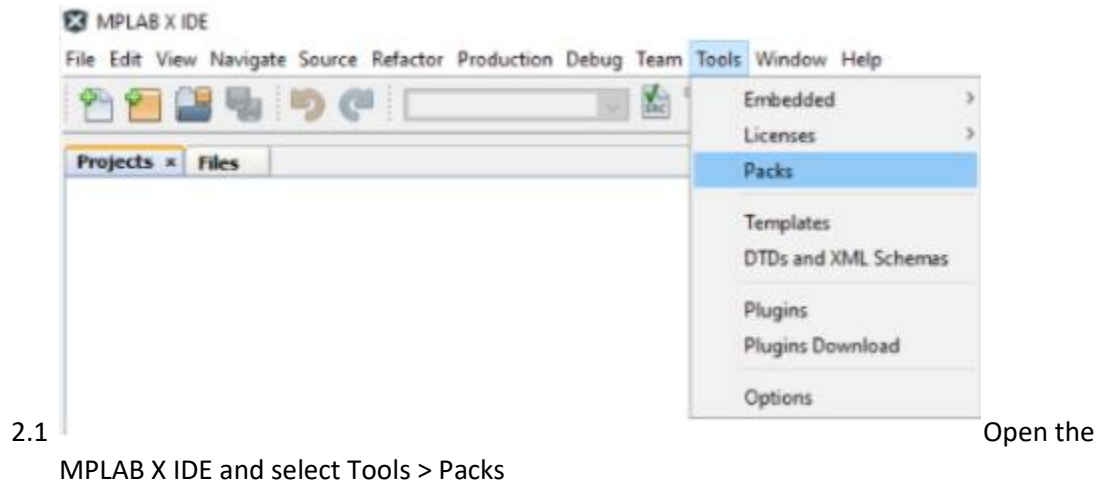 MPLAB X IDE
File Edit View Navigate Source Refactor Production Debug Team Tools Window Help
Embedded
Licenses
Packs
Projects × Files
Templates
DTDs and XML Schemas
Plugins
Plugins Download
Options
2.1 Open the
MPLAB X IDE and select Tools > Packs